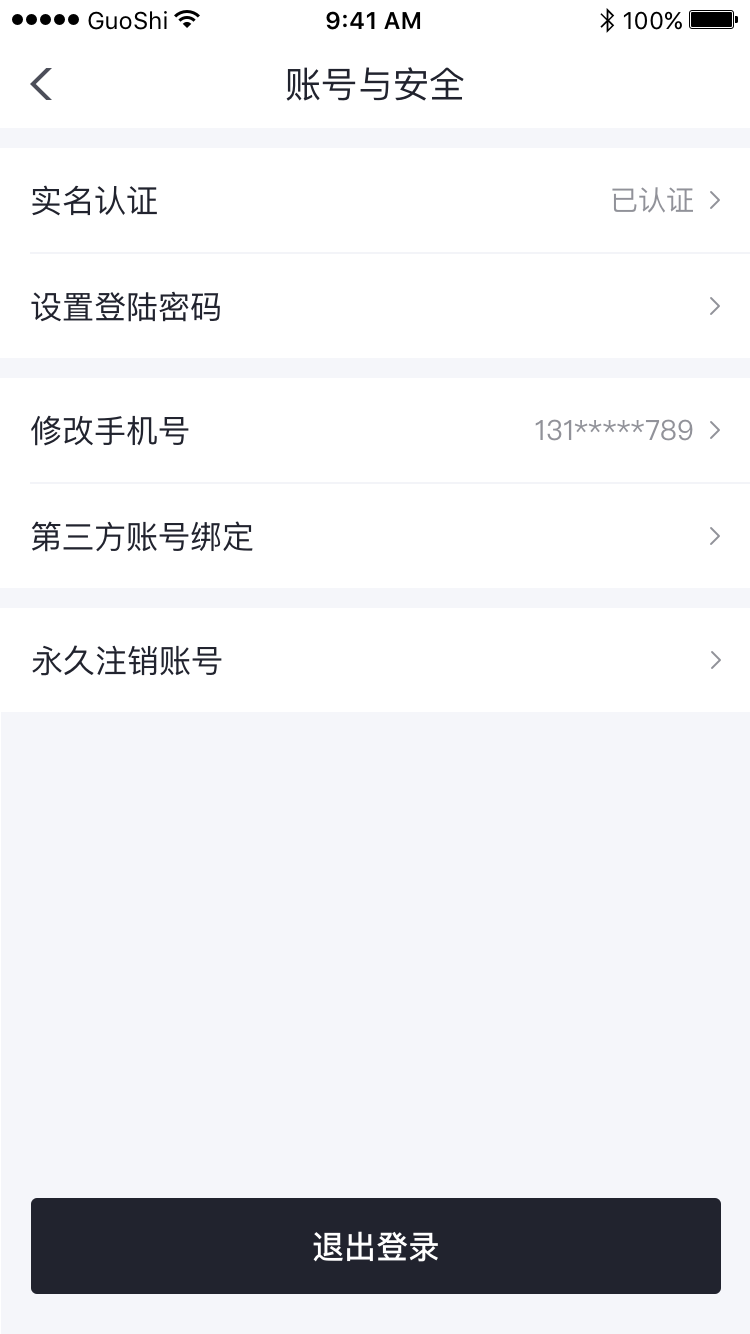 GuoShi 9:41 AM 100%
账号与安全
实名认证 已认证
设置登陆密码
修改手机号 131*****789
第三方账号绑定
永久注销账号
退出登录